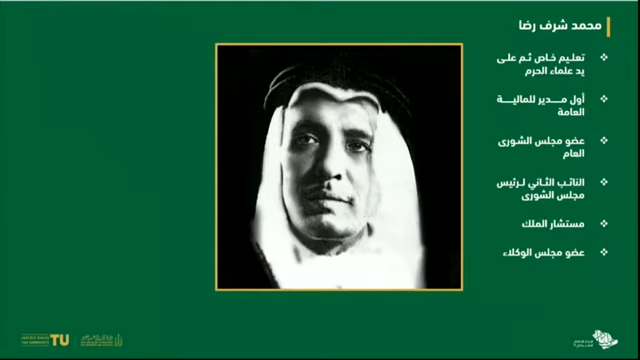 محمد شرف رضا
تعليم خاص ثم على
يد علماء الحرم
أول مدير للمالية
العامة
عضو مجلس الشورى
العام
النائب الثاني لرئيس
مجلس الشورى
مستشار الملك
عضو مجلس الوكلاء
TU